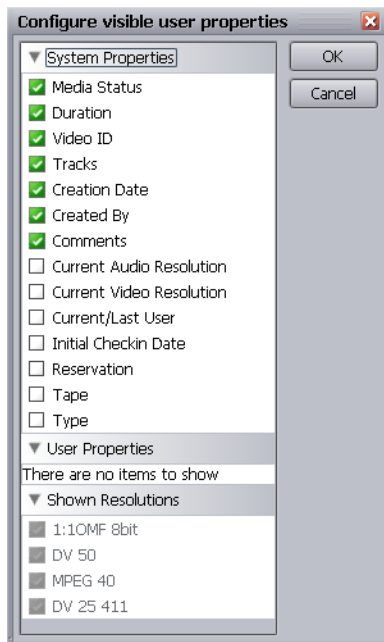 Configure visible user properties
System Properties
OK
Cancel
Media Status
Duration
Video ID
Tracks
Creation Date
Created By
Comments
Current Audio Resolution
Current Video Resolution
Current/Last User
Initial Checkin Date
Reservation
Tape
Type
User Properties
There are no items to show
Shown Resolutions
1:1OMF 8bit
DV 50
MPEG 40
DV 25 411